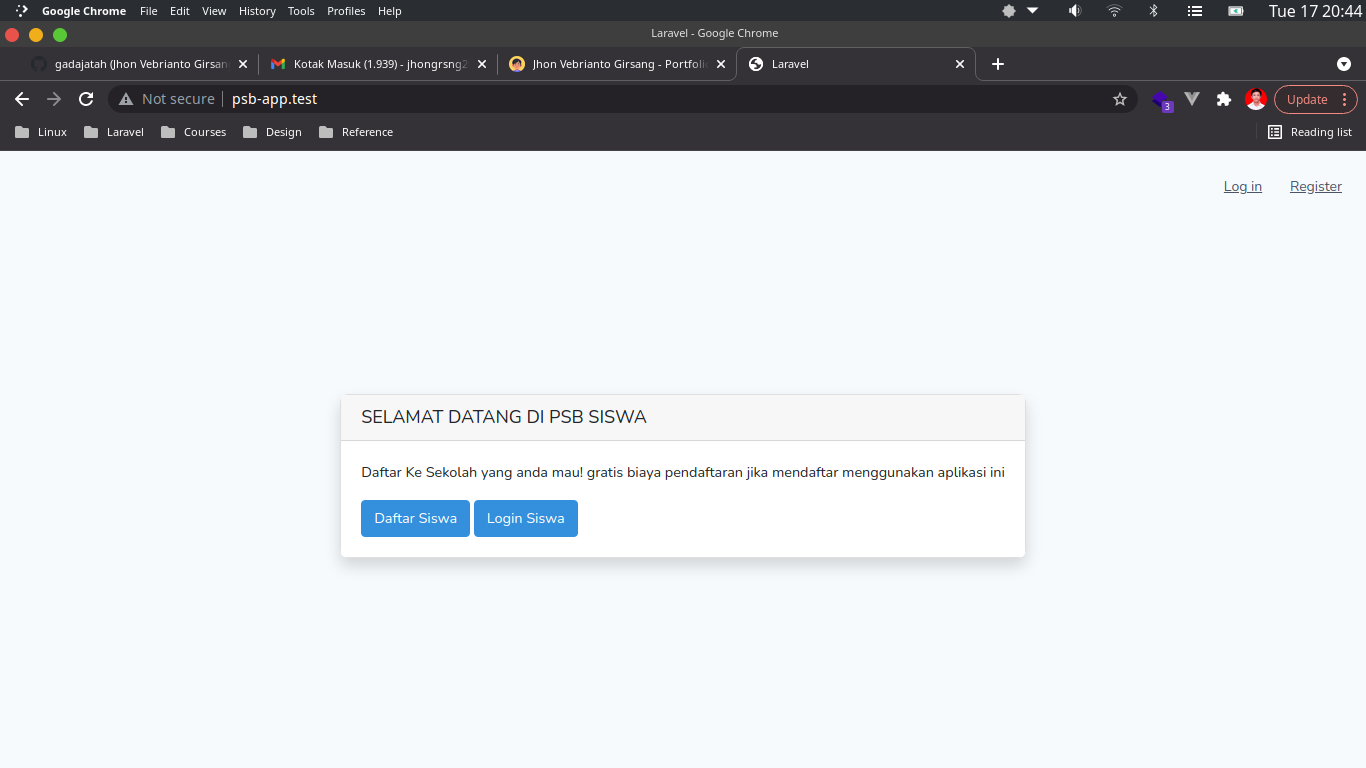 Google Chrome File Edit View History Tools Profiles Help Tue 17 20:44
Laravel - Google Chrome
gadajatah (Jhon Vebrianto Girsan Kotak Masuk (1.939) - jhongrsng2 Jhon Vebrianto Girsang - Portfolio Laravel
Not secure psb-app.test 3 Update
Linux Laravel Courses Design Reference Reading list
Log in Register
SELAMAT DATANG DI PSB SISWA
Daftar Ke Sekolah yang anda mau! gratis biaya pendaftaran jika mendaftar menggunakan aplikasi ini
Daftar Siswa Login Siswa